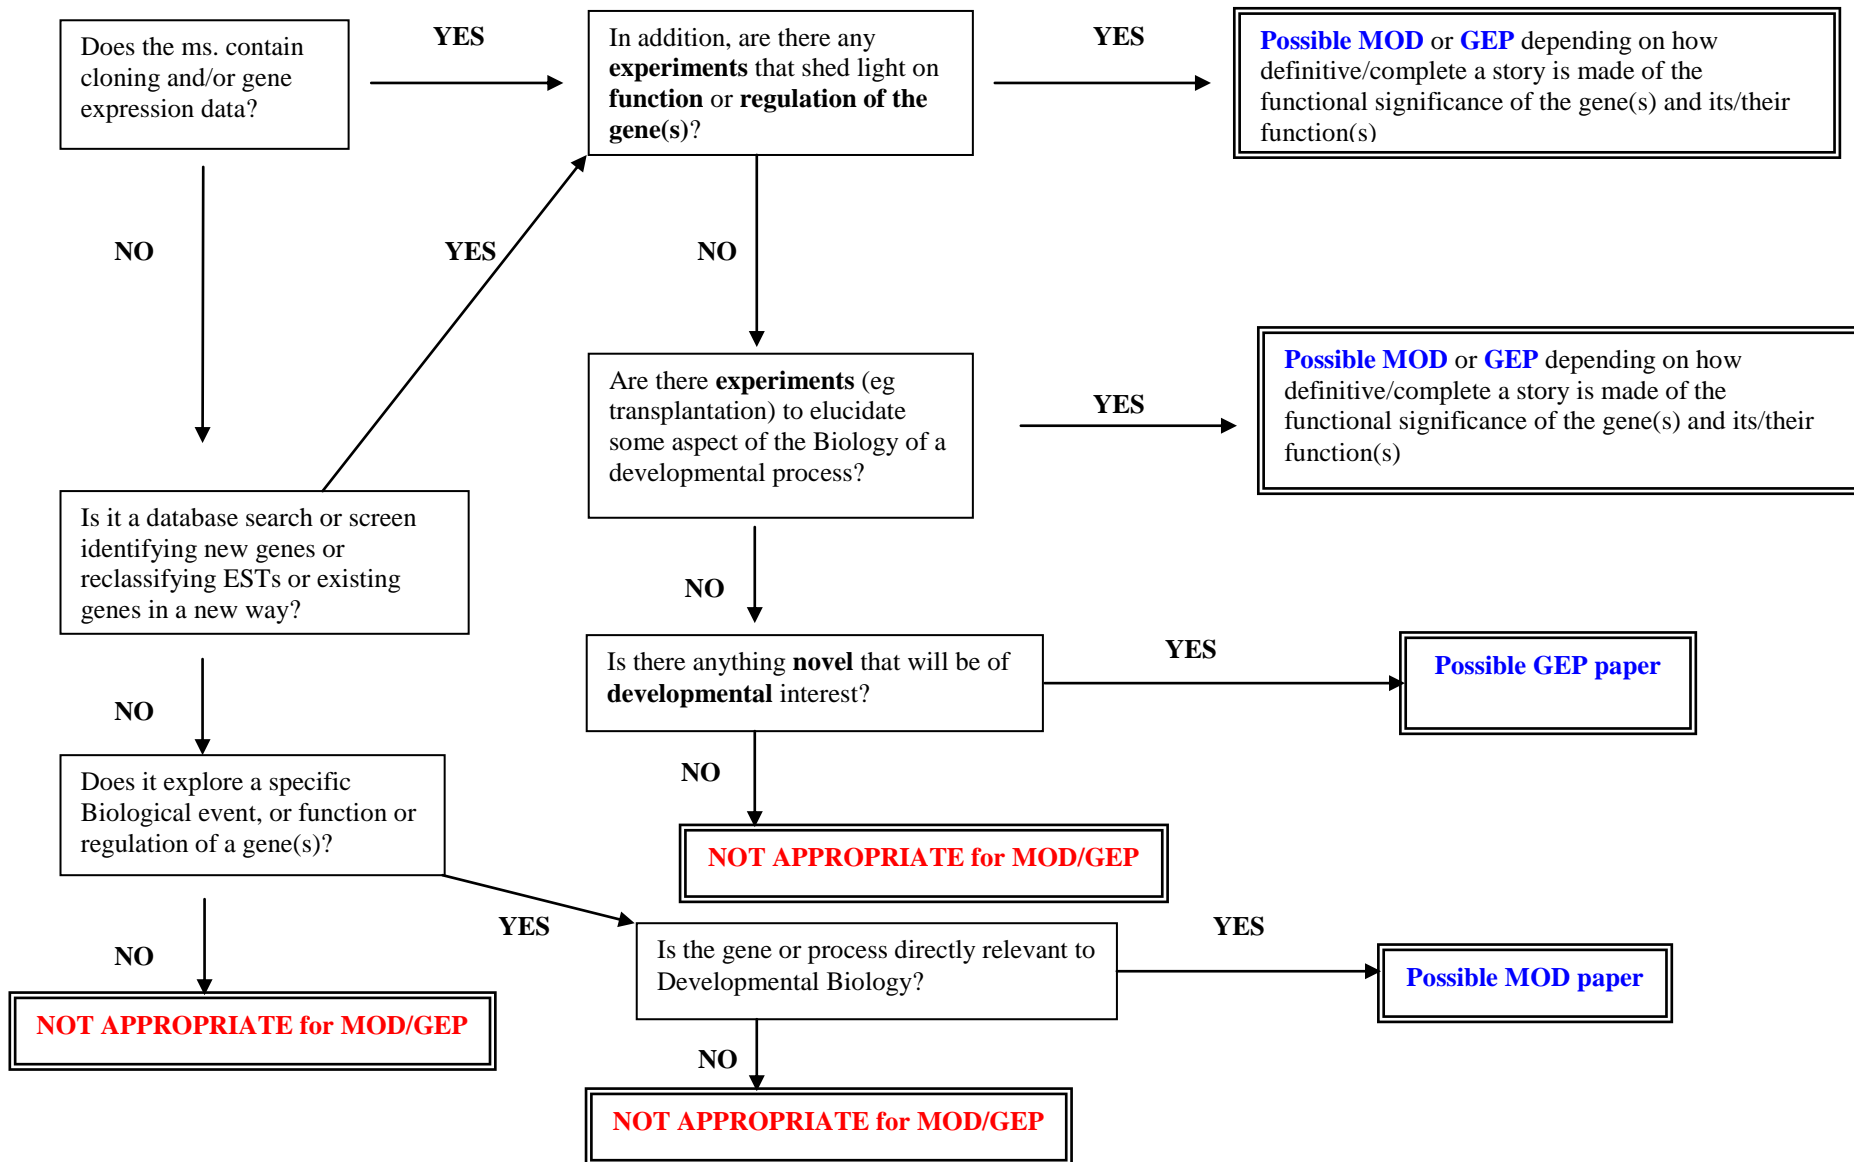 Does the ms. contain
cloning and/or gene
expression data?
YES
In addition, are there any
experiments that shed light on
function or regulation of the
gene(s)?
YES
Possible MOD or GEP depending on how
definitive/complete a story is made of the
functional significance of the gene(s) and its/their
function(s)
NO
YES
NO
Are there experiments (eg
transplantation) to elucidate
some aspect of the Biology of a
developmental process?
YES
Possible MOD or GEP depending on how
definitive/complete a story is made of the
functional significance of the gene(s) and its/their
function(s)
Is it a database search or screen
identifying new genes or
reclassifying ESTs or existing
genes in a new way?
NO
Is there anything novel that will be of
developmental interest?
YES
Possible GEP paper
NO
Does it explore a specific
Biological event, or function or
regulation of a gene(s)?
NO
NOT APPROPRIATE for MOD/GEP
YES
Is the gene or process directly relevant to
Developmental Biology?
YES
Possible MOD paper
NO
NOT APPROPRIATE for MOD/GEP
NO
NOT APPROPRIATE for MOD/GEP